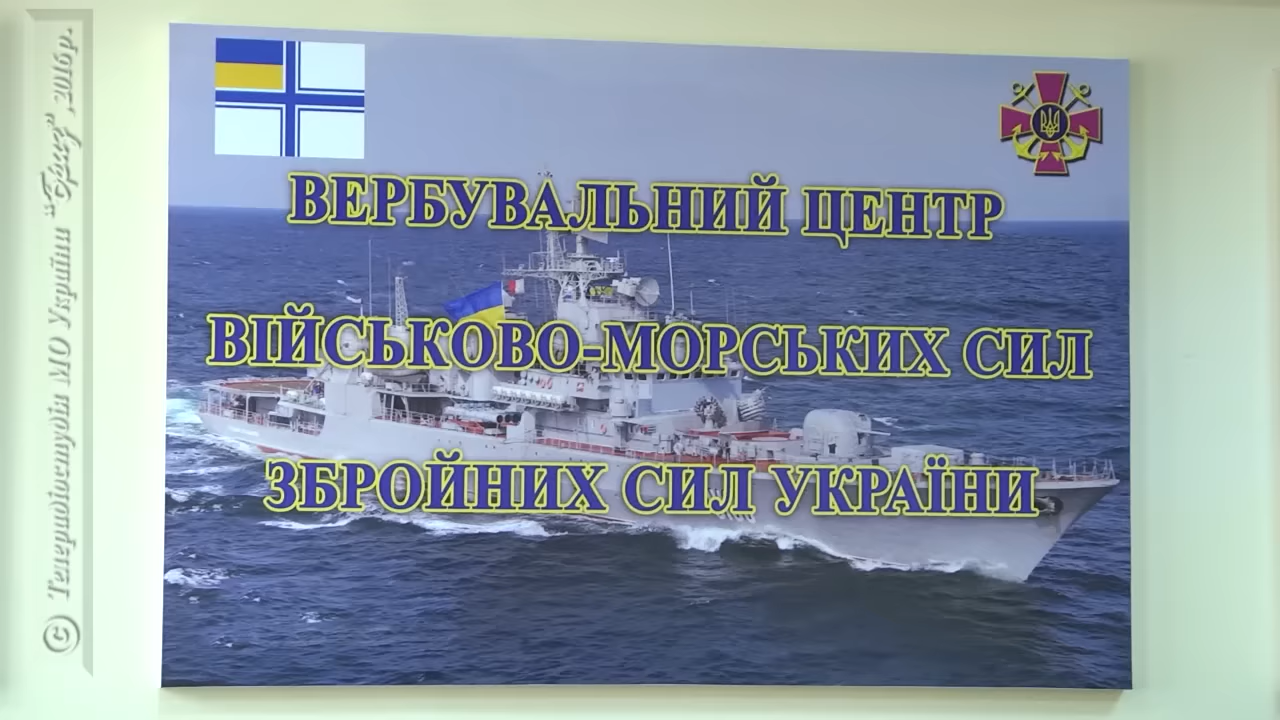 ВЕРБУВАЛЬНИЙ ЦЕНТР
ВІЙСЬКОВО-МОРСЬКИХ СИЛ
ЗБРОЙНИХ СИЛ УКРАЇНИ
© Телерадіостудія МО України "Бриз", 2016р.